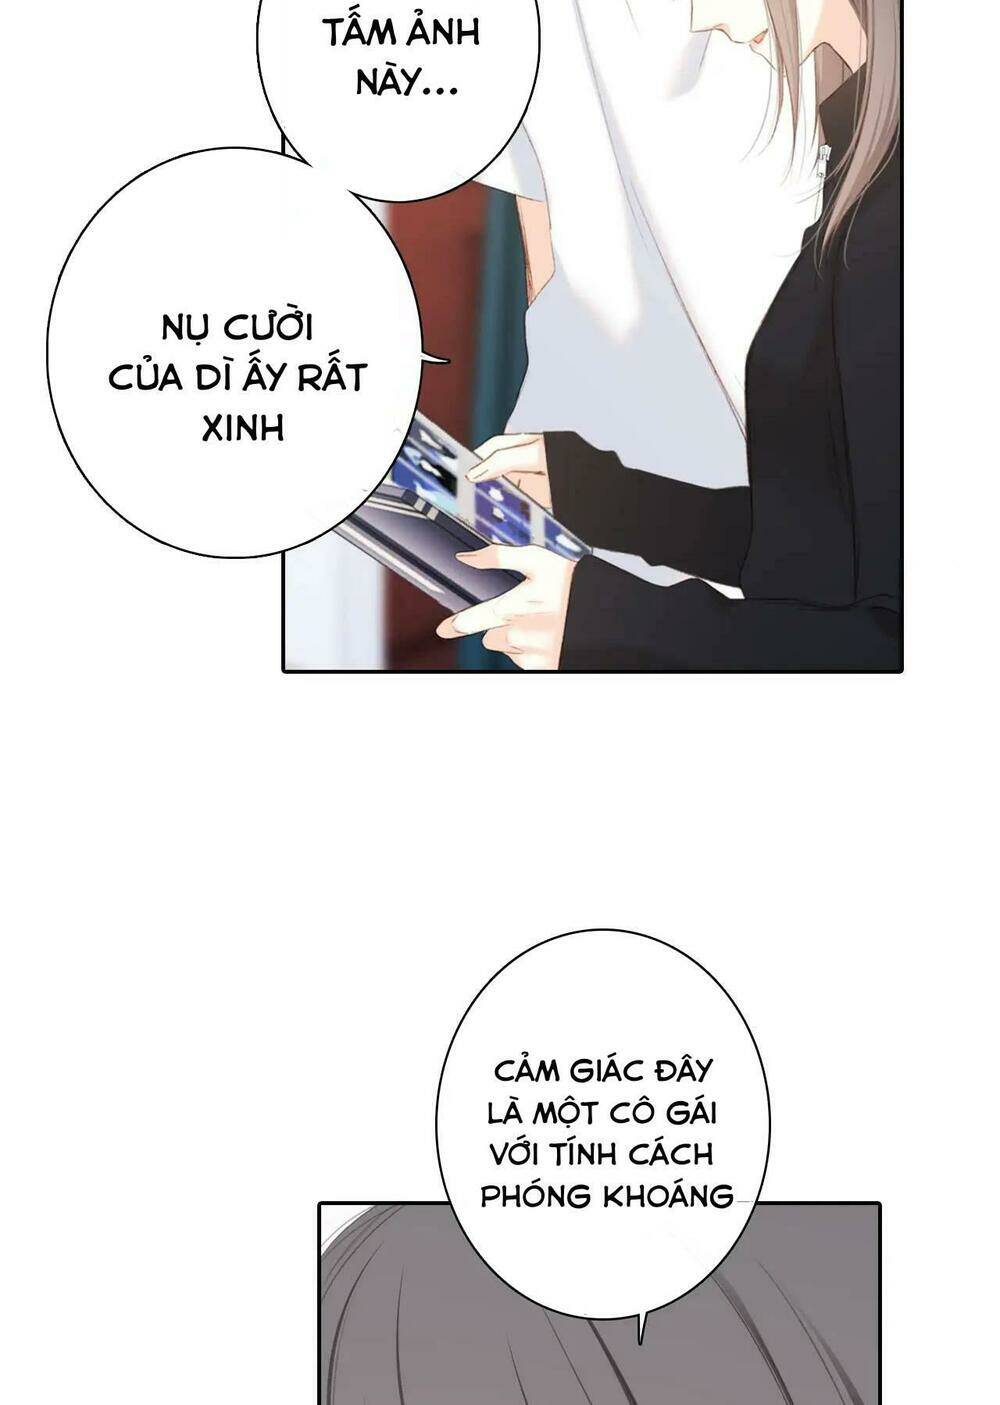 TẤM ẢNH
NÀY...
NỤ CƯỜI
CỦA DÌ ẤY RẤT
XINH
CẢM GIÁC ĐÂY
LÀ MỘT CÔ GÁI
VỚI TÍNH CÁCH
PHÓNG KHOÁNG